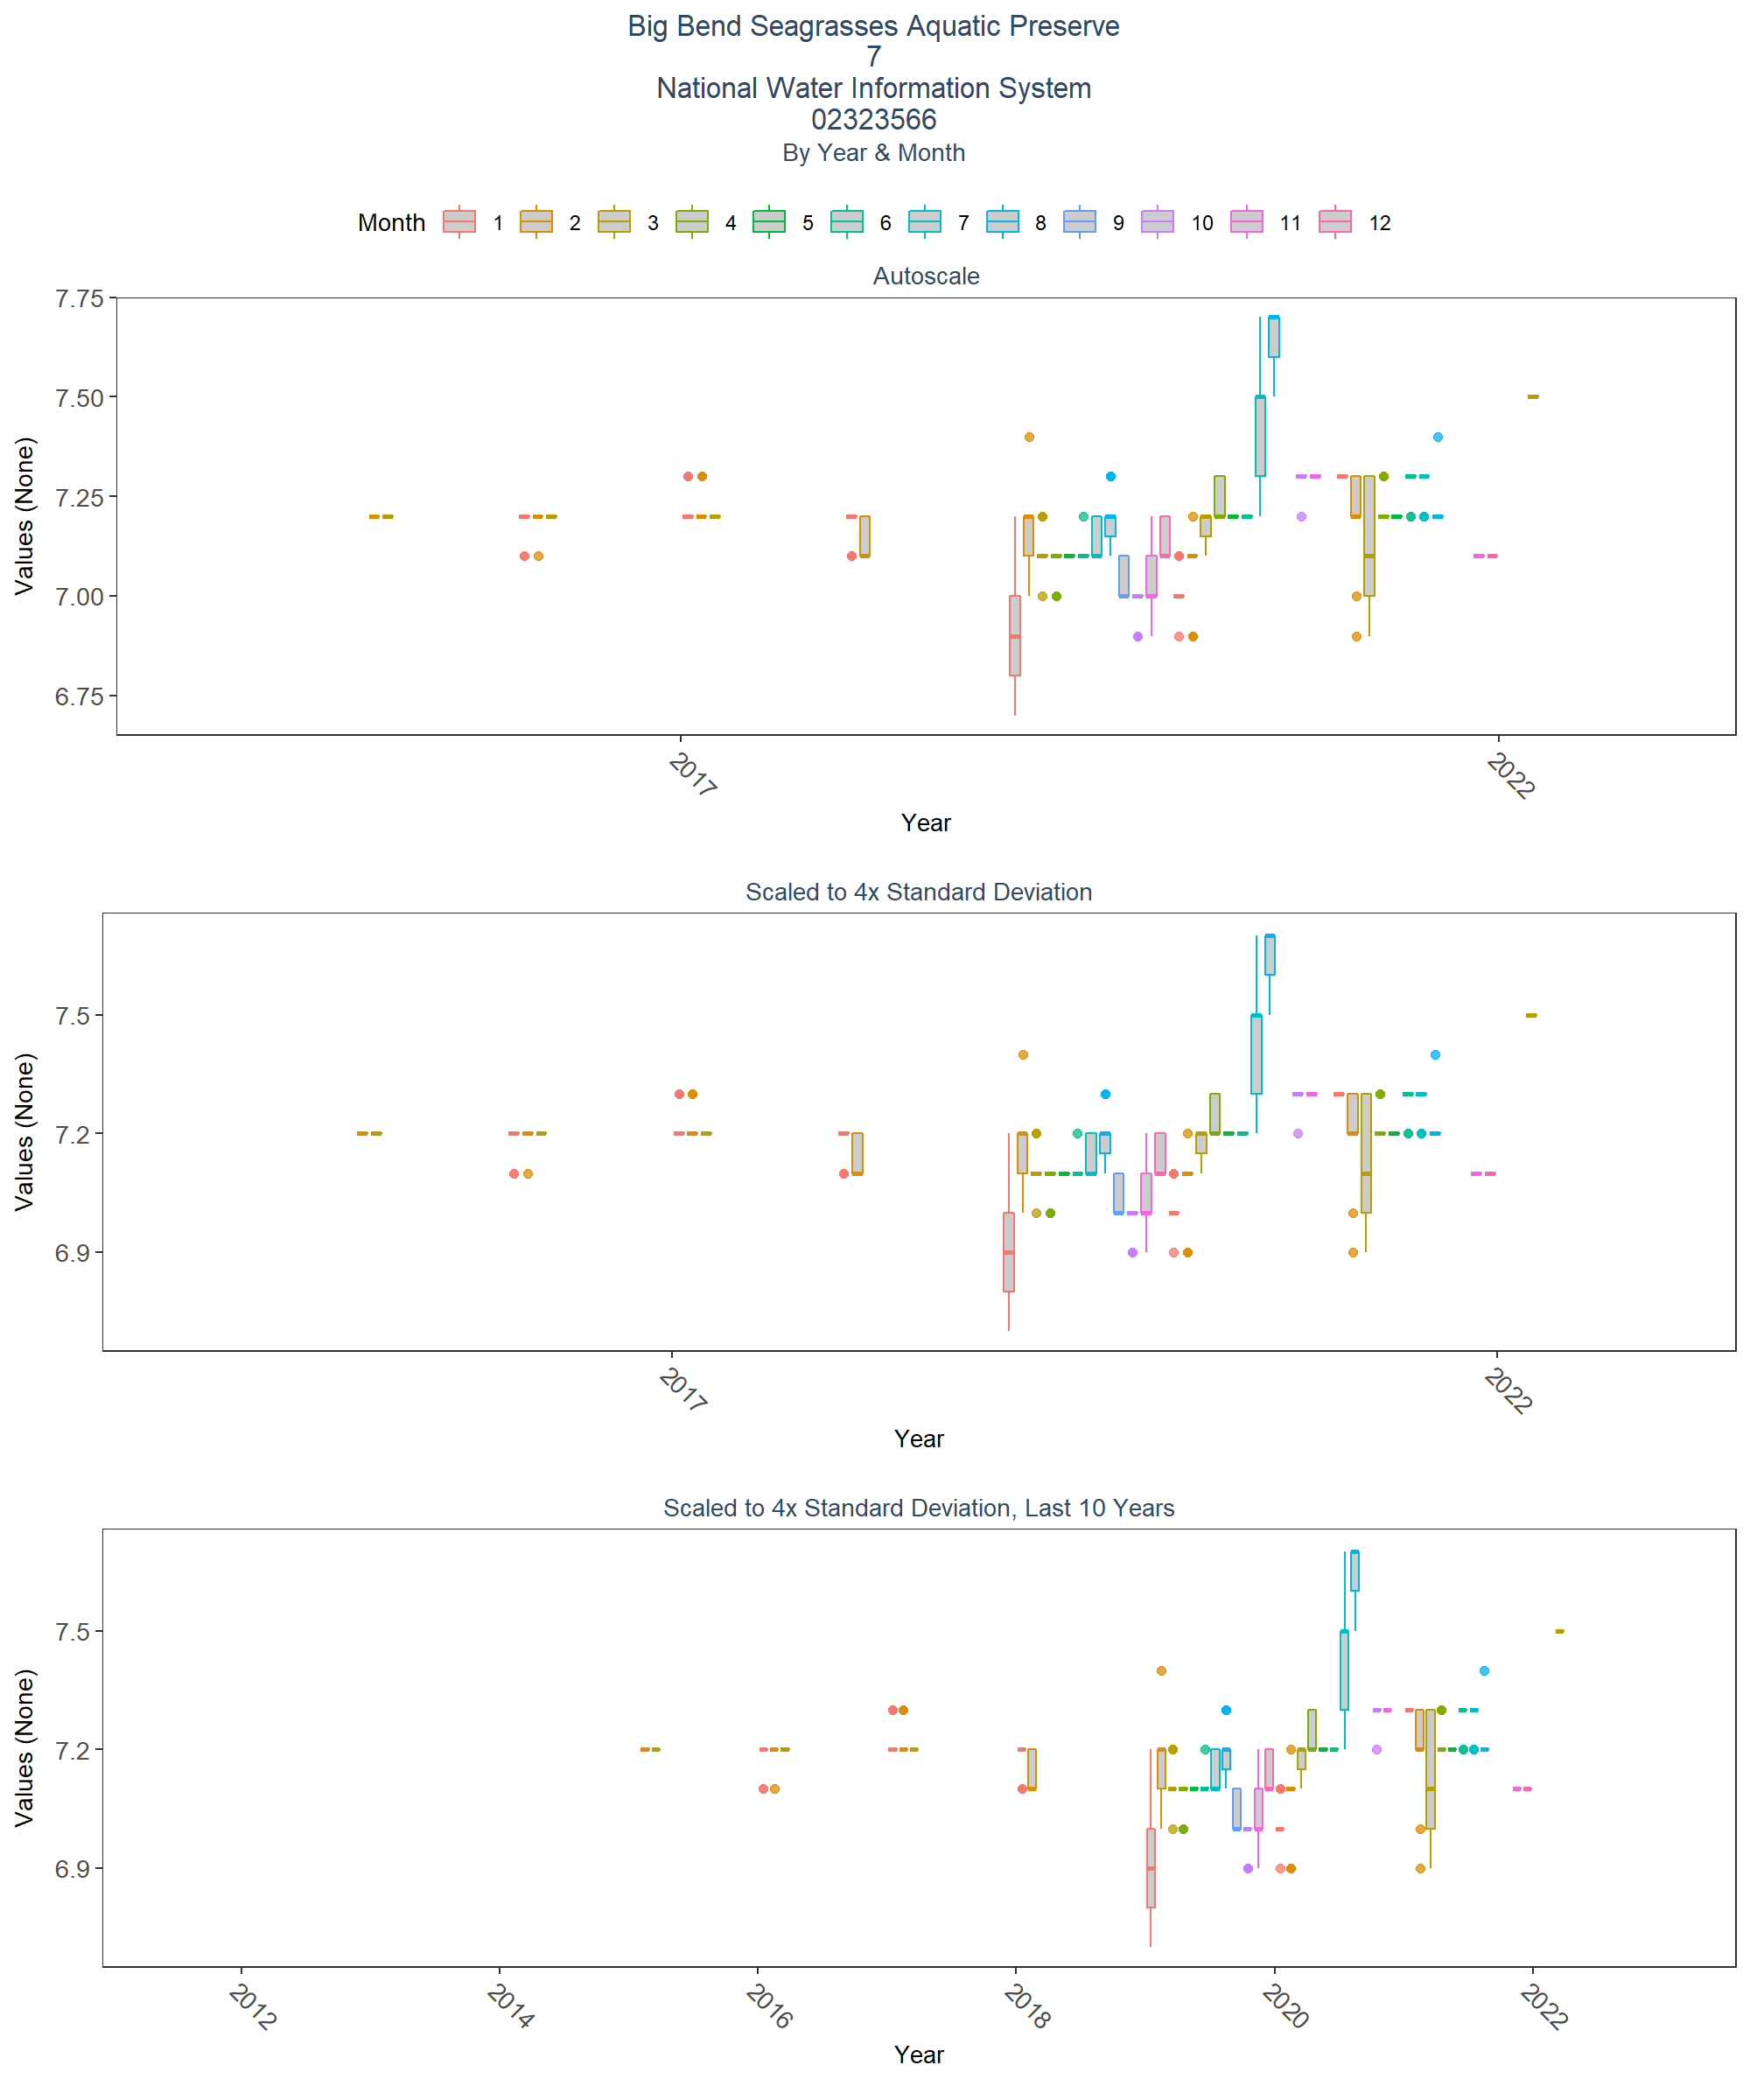 Big Bend Seagrasses Aquatic Preserve
7
National Water Information System
02323566
By Year & Month
Month 1 2 3 4 5 6 7 8 9 10 11 12
Autoscale
7.75
7.50
7.25
7.00
6.75
Values (None)
2017 2022
Year
Scaled to 4x Standard Deviation
7.5
7.2
6.9
Values (None)
2017 2022
Year
Scaled to 4x Standard Deviation, Last 10 Years
7.5
7.2
6.9
Values (None)
2012 2014 2016 2018 2020 2022
Year